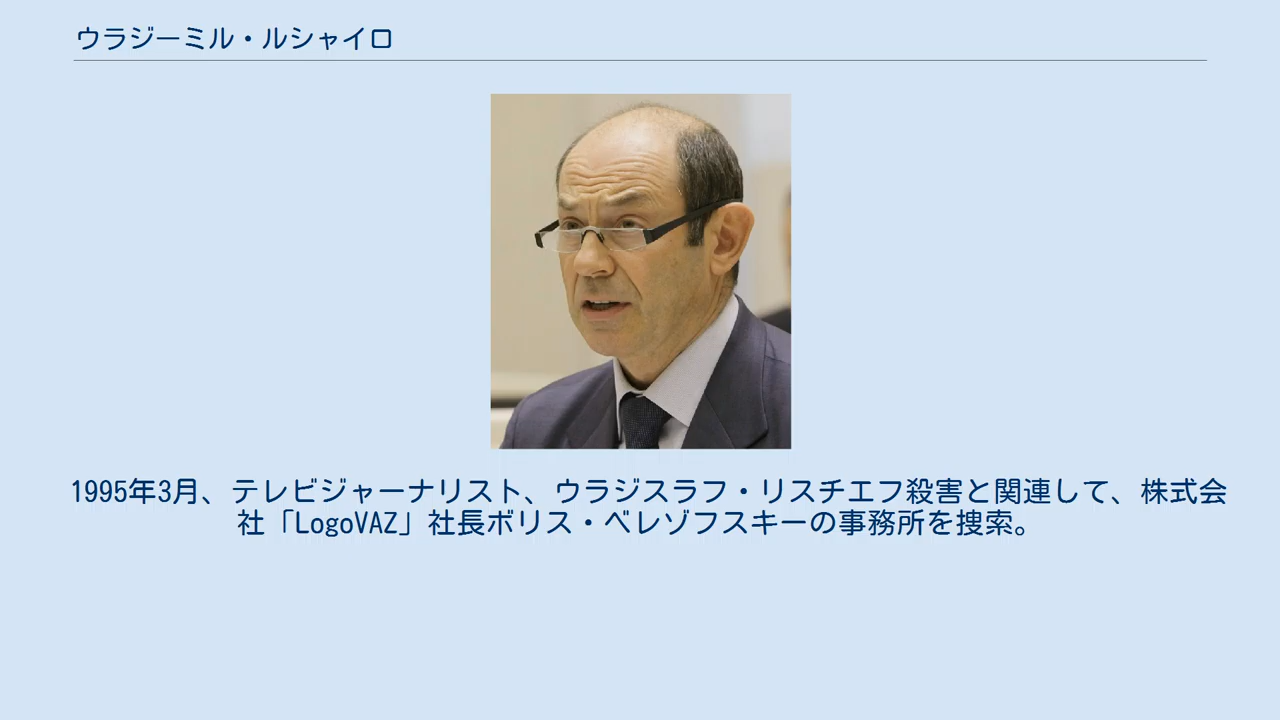 ウラジーミル・ルシャイロ
1995年3月、テレビジャーナリスト、ウラジスラフ・リスチエフ殺害と関連して、株式会
社「LogoVAZ」社長ボリス・ベレゾフスキーの事務所を捜索。